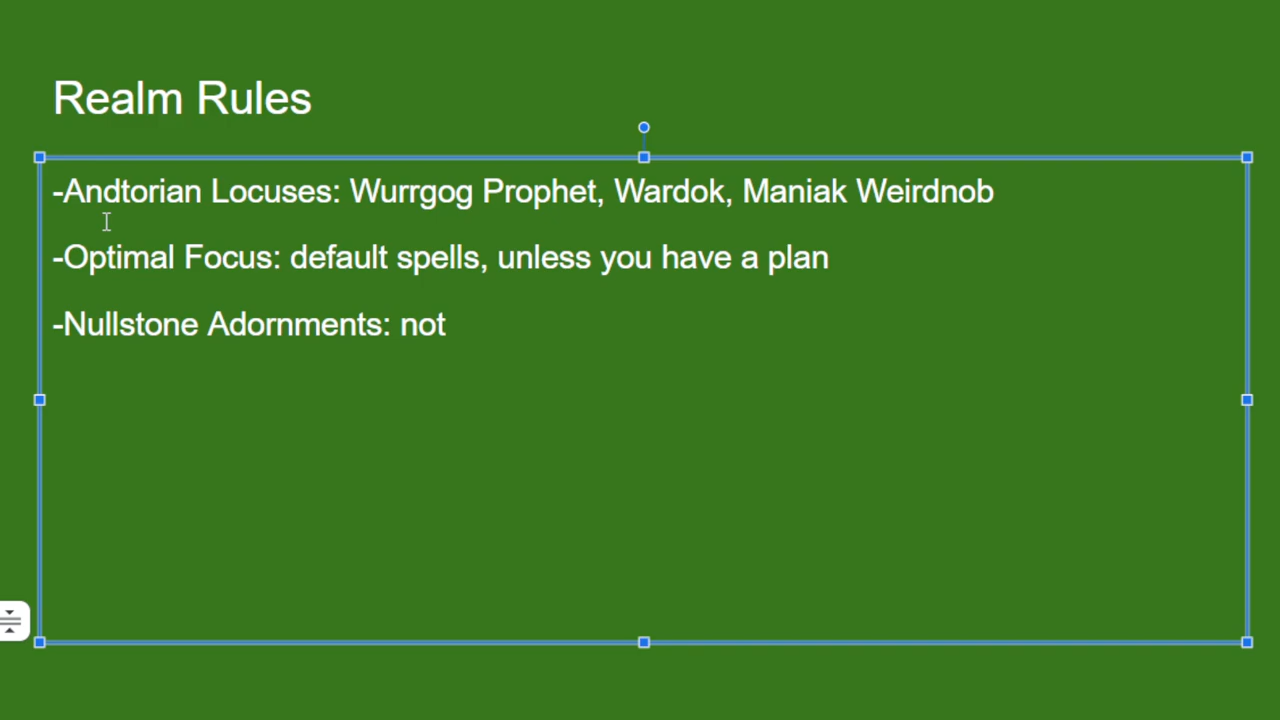 Realm Rules
-Andtorian Locuses: Wurrgog Prophet, Wardok, Maniak Weirdnob
-Optimal Focus: default spells, unless you have a plan
-Nullstone Adornments: not